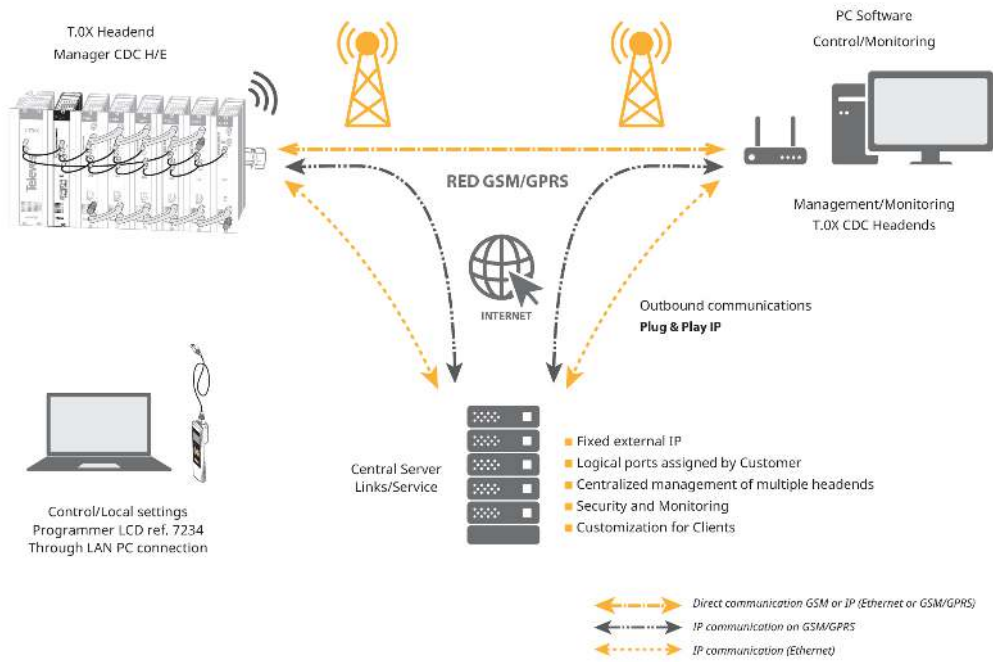 T.0X Headend
Manager CDC H/E
PC Software
Control/Monitoring
Televes
RED GSM/GPRS
Management/Monitoring
T.0X CDC Headends
INTERNET
Outbound communications
Plug & Play IP
Central Server
Links/Service
Fixed external IP
Logical ports assigned by Customer
Centralized management of multiple headends
Security and Monitoring
Customization for Clients
Control/Local settings
Programmer LCD ref. 7234
Through LAN PC connection
Direct communication GSM or IP (Ethernet or GSM/GPRS)
IP communication on GSM/GPRS
IP communication (Ethernet)